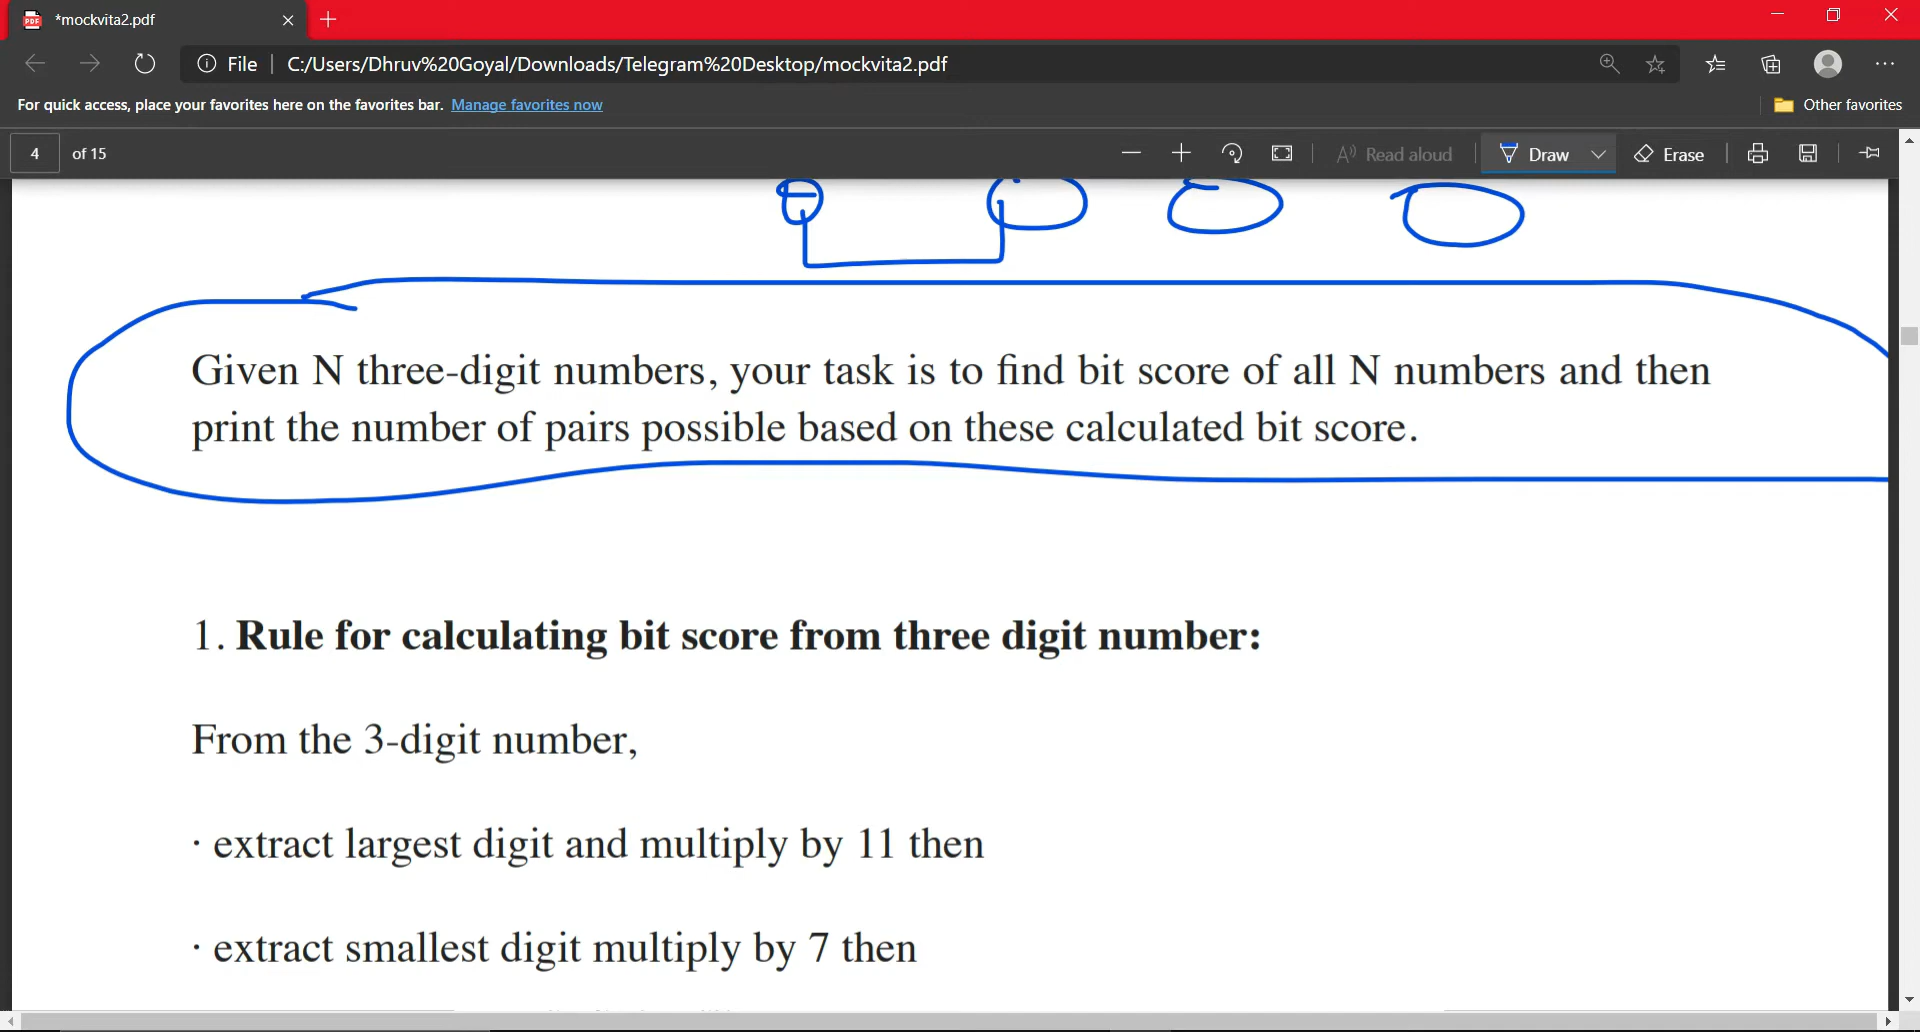 *mockvita2.pdf
File C:/Users/Dhruv%20Goyal/Downloads/Telegram%20Desktop/mockvita2.pdf
For quick access, place your favorites here on the favorites bar. Manage favorites now Other favorites
4 of 15 Read aloud Draw Erase
Given N three-digit numbers, your task is to find bit score of all N numbers and then
print the number of pairs possible based on these calculated bit score.
1. Rule for calculating bit score from three digit number:
From the 3-digit number,
· extract largest digit and multiply by 11 then
· extract smallest digit multiply by 7 then